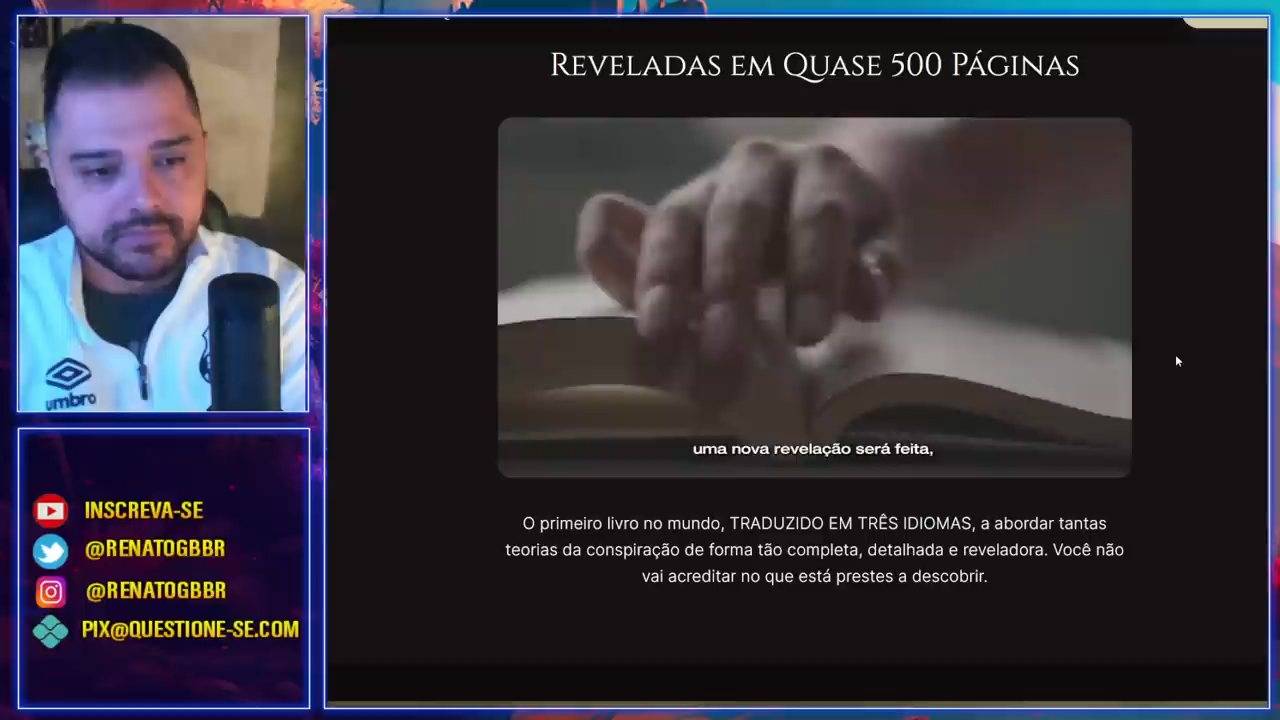 REVELADAS EM QUASE 500 PÁGINAS
uma nova revelação será feita,
O primeiro livro no mundo, TRADUZIDO EM TRÊS IDIOMAS, a abordar tantas
teorias da conspiração de forma tão completa, detalhada e reveladora. Você não
vai acreditar no que está prestes a descobrir.
umbro
INSCREVA-SE
@RENATOGBBR
@RENATOGBBR
PIX@QUESTIONE-SE.COM